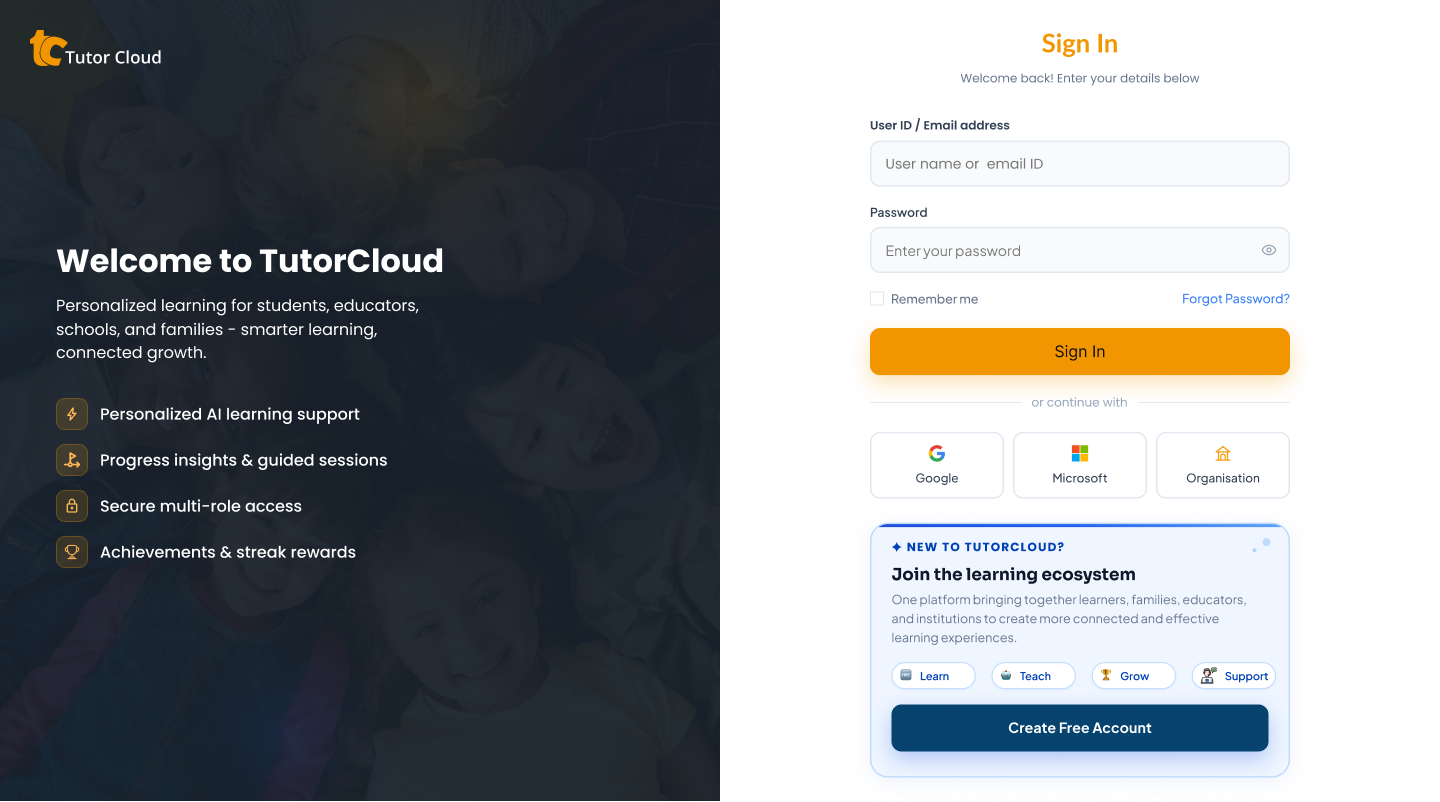 tc Tutor Cloud
Welcome to TutorCloud
Personalized learning for students, educators,
schools, and families - smarter learning,
connected growth.
Personalized AI learning support
Progress insights & guided sessions
Secure multi-role access
Achievements & streak rewards
Sign In
Welcome back! Enter your details below
User ID / Email address
User name or  email ID
Password
Enter your password
Remember me
Forgot Password?
Sign In
or continue with
Google
Microsoft
Organisation
✦ NEW TO TUTORCLOUD?
Join the learning ecosystem
One platform bringing together learners, families, educators,
and institutions to create more connected and effective
learning experiences.
Learn
Teach
Grow
Support
Create Free Account